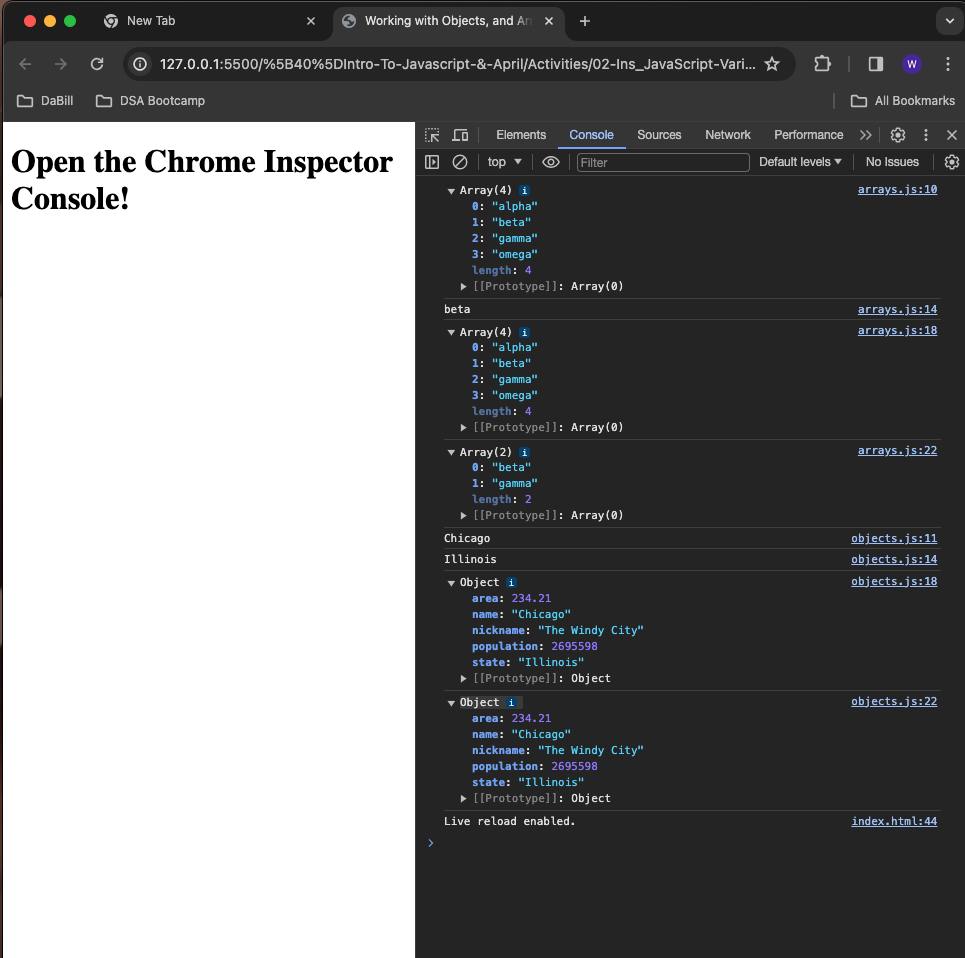 New Tab
Working with Objects, and Ar
127.0.0.1:5500/%5B40%5DIntro-To-Javascript-&-April/Activities/02-Ins_JavaScript-Vari...
W
DaBill
DSA Bootcamp
All Bookmarks
Open the Chrome Inspector
Console!
Elements Console Sources Network Performance
top Filter Default levels No Issues
Array(4) i arrays.js:10
0: "alpha"
1: "beta"
2: "gamma"
3: "omega"
length: 4
[[Prototype]]: Array(0)
beta arrays.js:14
Array(4) i arrays.js:18
0: "alpha"
1: "beta"
2: "gamma"
3: "omega"
length: 4
[[Prototype]]: Array(0)
Array(2) i arrays.js:22
0: "beta"
1: "gamma"
length: 2
[[Prototype]]: Array(0)
Chicago objects.js:11
Illinois objects.js:14
Object i objects.js:18
area: 234.21
name: "Chicago"
nickname: "The Windy City"
population: 2695598
state: "Illinois"
[[Prototype]]: Object
Object i objects.js:22
area: 234.21
name: "Chicago"
nickname: "The Windy City"
population: 2695598
state: "Illinois"
[[Prototype]]: Object
Live reload enabled. index.html:44